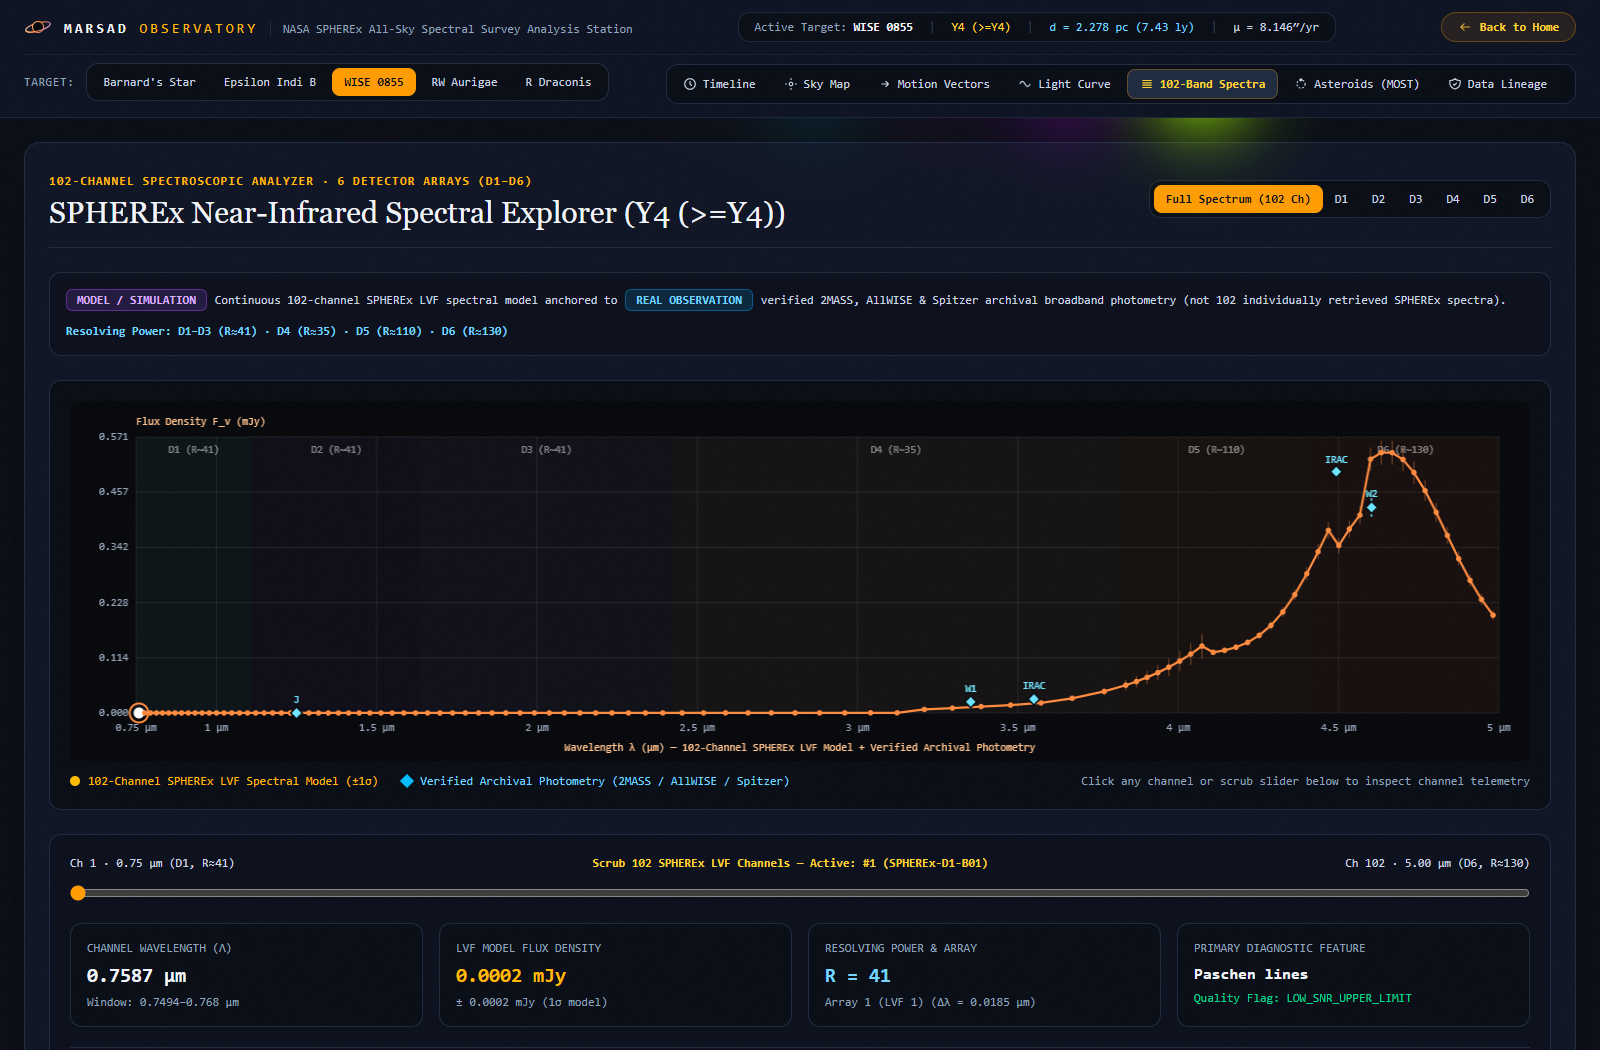 MARSAD OBSERVATORY
NASA SPHEREx All-Sky Spectral Survey Analysis Station
Active Target: WISE 0855 | Y4 (>=Y4) | d = 2.278 pc (7.43 ly) | μ = 8.146″/yr
← Back to Home
TARGET: Barnard's Star Epsilon Indi B WISE 0855 RW Aurigae R Draconis
Timeline Sky Map Motion Vectors Light Curve 102-Band Spectra Asteroids (MOST) Data Lineage
102-CHANNEL SPECTROSCOPIC ANALYZER · 6 DETECTOR ARRAYS (D1–D6)
SPHEREx Near-Infrared Spectral Explorer (Y4 (>=Y4))
Full Spectrum (102 Ch) D1 D2 D3 D4 D5 D6
MODEL / SIMULATION Continuous 102-channel SPHEREx LVF spectral model anchored to REAL OBSERVATION verified 2MASS, AllWISE & Spitzer archival broadband photometry (not 102 individually retrieved SPHEREx spectra).
Resolving Power: D1–D3 (R≈41) · D4 (R≈35) · D5 (R≈110) · D6 (R≈130)
Flux Density F_ν (mJy)
0.571
D1 (R~41) D2 (R~41) D3 (R~41) D4 (R~35) D5 (R~110) D6 (R~130)
IRAC
0.457
W2
0.342
0.228
0.114
W1 IRAC
J
0.000
0.75 μm 1 μm 1.5 μm 2 μm 2.5 μm 3 μm 3.5 μm 4 μm 4.5 μm 5 μm
Wavelength λ (μm) — 102-Channel SPHEREx LVF Model + Verified Archival Photometry
102-Channel SPHEREx LVF Spectral Model (±1σ)
Verified Archival Photometry (2MASS / AllWISE / Spitzer)
Click any channel or scrub slider below to inspect channel telemetry
Ch 1 · 0.75 μm (D1, R≈41)
Scrub 102 SPHEREx LVF Channels — Active: #1 (SPHEREx-D1-B01)
Ch 102 · 5.00 μm (D6, R≈130)
CHANNEL WAVELENGTH (Λ)
0.7587 μm
Window: 0.7494–0.768 μm
LVF MODEL FLUX DENSITY
0.0002 mJy
± 0.0002 mJy (1σ model)
RESOLVING POWER & ARRAY
R = 41
Array 1 (LVF 1) (Δλ = 0.0185 μm)
PRIMARY DIAGNOSTIC FEATURE
Paschen lines
Quality Flag: LOW_SNR_UPPER_LIMIT